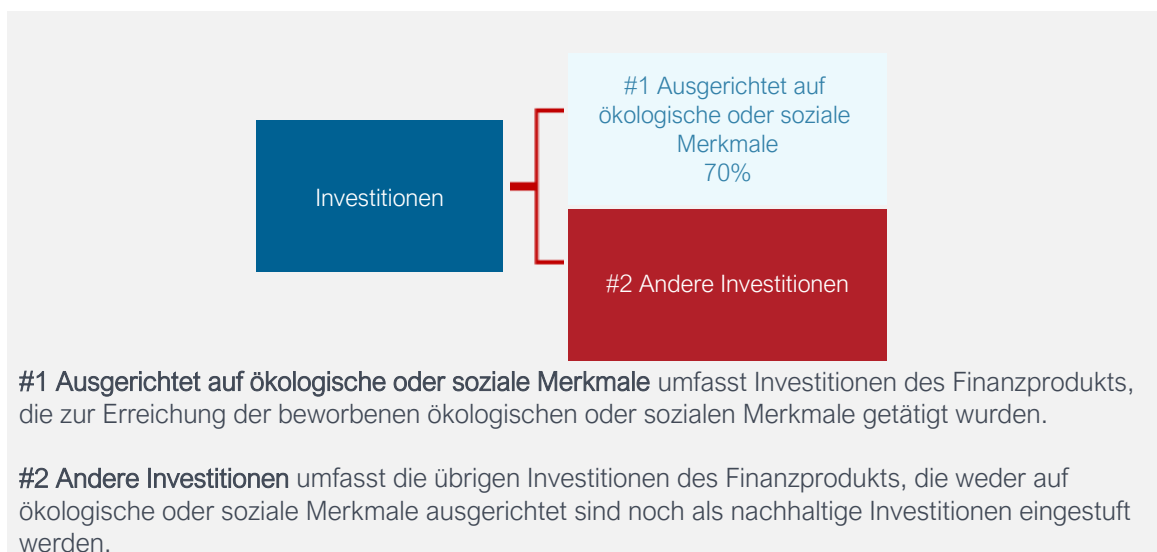 #1 Ausgerichtet auf
ökologische oder soziale
Merkmale
70%
Investitionen
#2 Andere Investitionen
#1 Ausgerichtet auf ökologische oder soziale Merkmale umfasst Investitionen des Finanzprodukts,
die zur Erreichung der beworbenen ökologischen oder sozialen Merkmale getätigt wurden.
#2 Andere Investitionen umfasst die übrigen Investitionen des Finanzprodukts, die weder auf
ökologische oder soziale Merkmale ausgerichtet sind noch als nachhaltige Investitionen eingestuft
werden.